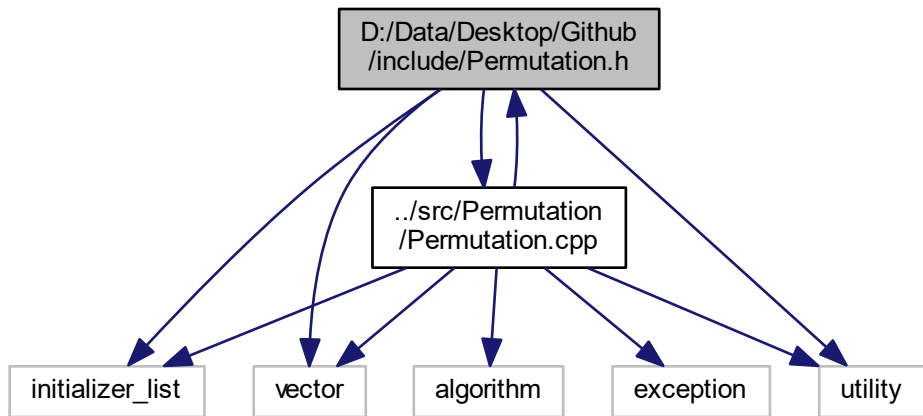 D:/Data/Desktop/Github
/include/Permutation.h
../src/Permutation
/Permutation.cpp
initializer_list
vector
algorithm
exception
utility